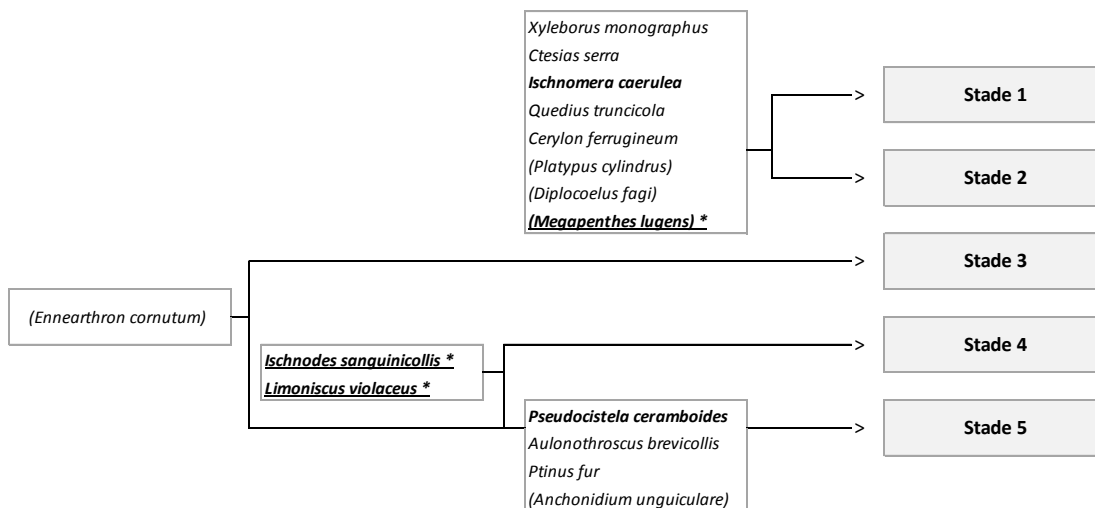 Xyleborus monographus
Ctesias serra
Ischnomera caerulea
Quedius truncicola
Cerylon ferrugineum
(Platypus cylindrus)
(Diplocoelus fagi)
(Megapenthes lugens) *
Stade 1
Stade 2
Stade 3
(Ennearthron cornutum)
Ischnodes sanguinicollis *
Limoniscus violaceus *
Stade 4
Pseudocistela ceramboides
Aulonothroscus brevicollis
Ptinus fur
(Anchonidium unguiculare)
Stade 5